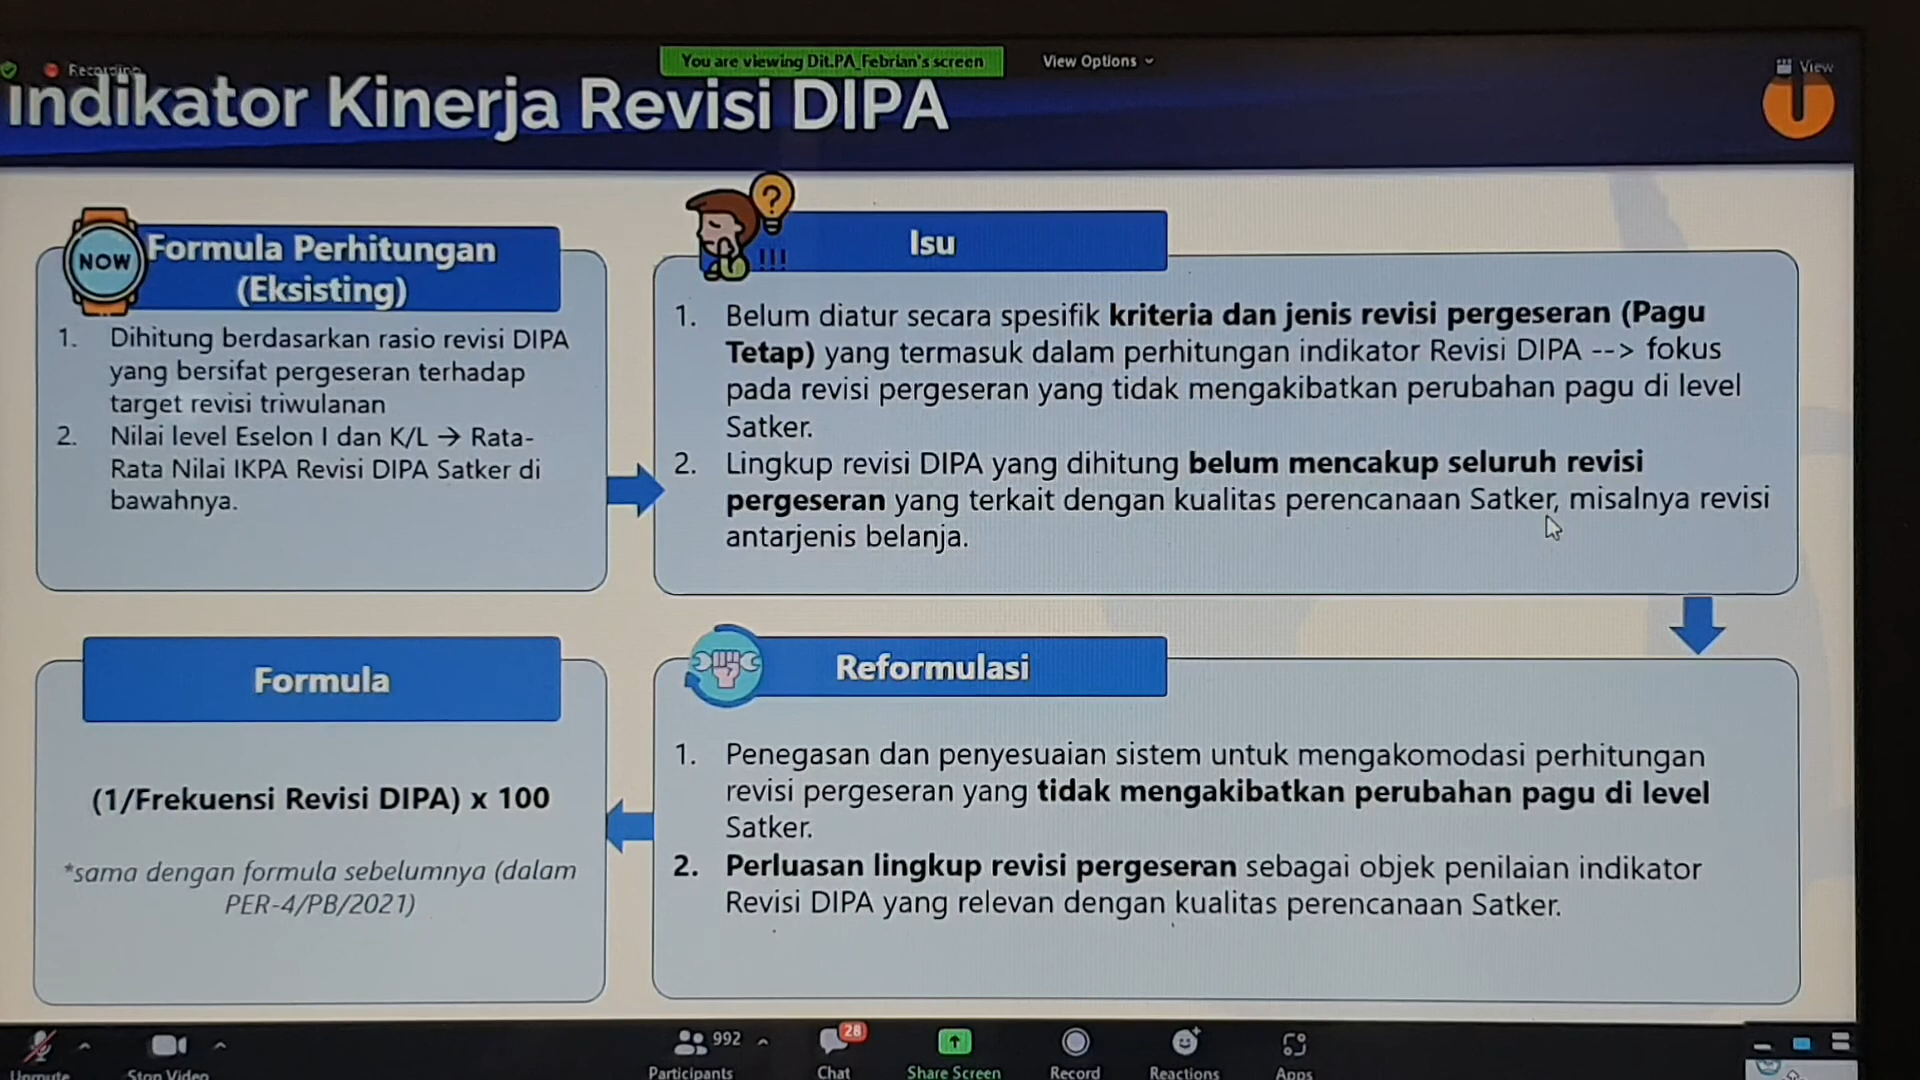 Recording
You are viewing Dit.PA_Febrian's screen
View Options
View
Indikator Kinerja Revisi DIPA
NOW
Formula Perhitungan
(Eksisting)
1. Dihitung berdasarkan rasio revisi DIPA
yang bersifat pergeseran terhadap
target revisi triwulanan
2. Nilai level Eselon I dan K/L → Rata-
Rata Nilai IKPA Revisi DIPA Satker di
bawahnya.
?
!!!
Isu
1. Belum diatur secara spesifik kriteria dan jenis revisi pergeseran (Pagu
Tetap) yang termasuk dalam perhitungan indikator Revisi DIPA --> fokus
pada revisi pergeseran yang tidak mengakibatkan perubahan pagu di level
Satker.
2. Lingkup revisi DIPA yang dihitung belum mencakup seluruh revisi
pergeseran yang terkait dengan kualitas perencanaan Satker, misalnya revisi
antarjenis belanja.
Reformulasi
1. Penegasan dan penyesuaian sistem untuk mengakomodasi perhitungan
revisi pergeseran yang tidak mengakibatkan perubahan pagu di level
Satker.
2. Perluasan lingkup revisi pergeseran sebagai objek penilaian indikator
Revisi DIPA yang relevan dengan kualitas perencanaan Satker.
Formula
(1/Frekuensi Revisi DIPA) x 100
*sama dengan formula sebelumnya (dalam
PER-4/PB/2021)
Unmute
Stop Video
992
Participants
28
Chat
Share Screen
Record
Reactions
Apps